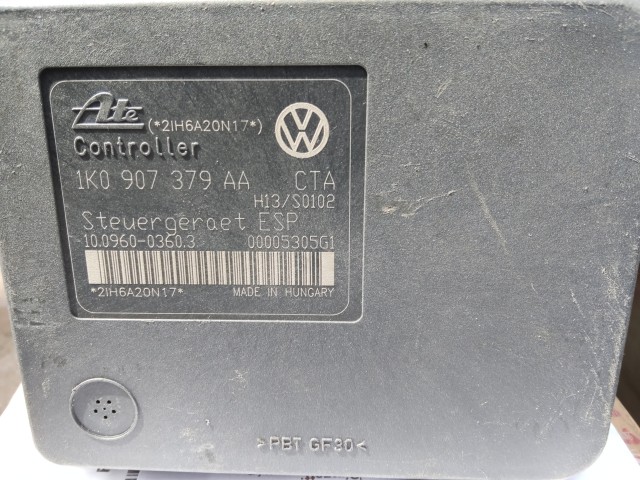 Ate (*2IH6A20N17*)
Controller
1K0 907 379 AA CTA
H13/S0102
Steuergeraet ESP
10.0960-0360.3 00005305G1
*2IH6A20N17* MADE IN HUNGARY
>PBT GF30<